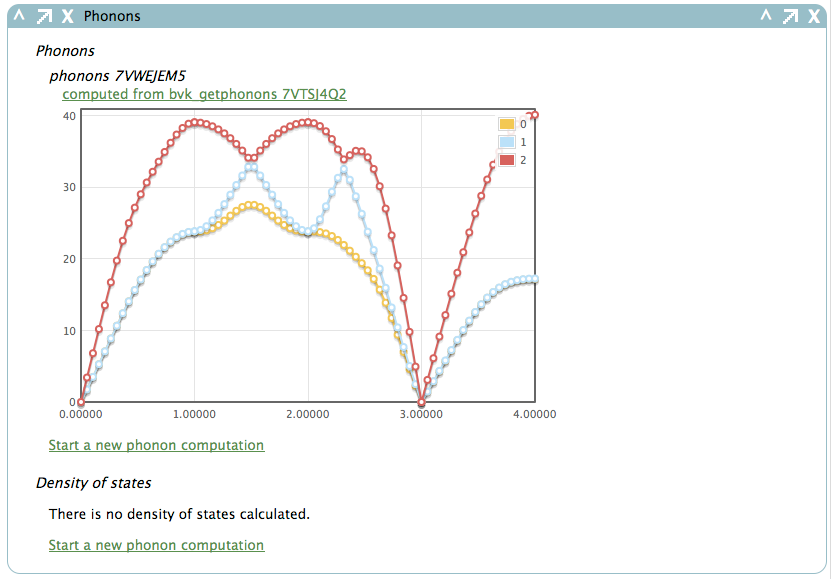 Phonons
Phonons
phonons 7VWEJEM5
computed from bvk_getphonons 7VTSJ4Q2
40
30
20
10
0
0
1
2
0.00000
1.00000
2.00000
3.00000
4.00000
Start a new phonon computation
Density of states
There is no density of states calculated.
Start a new phonon computation